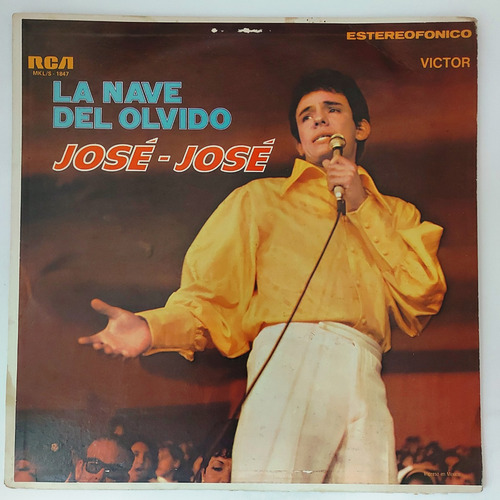 ESTEREOFONICO
RCA
VICTOR
MKL/S - 1847
LA NAVE
DEL OLVIDO
JOSÉ - JOSÉ